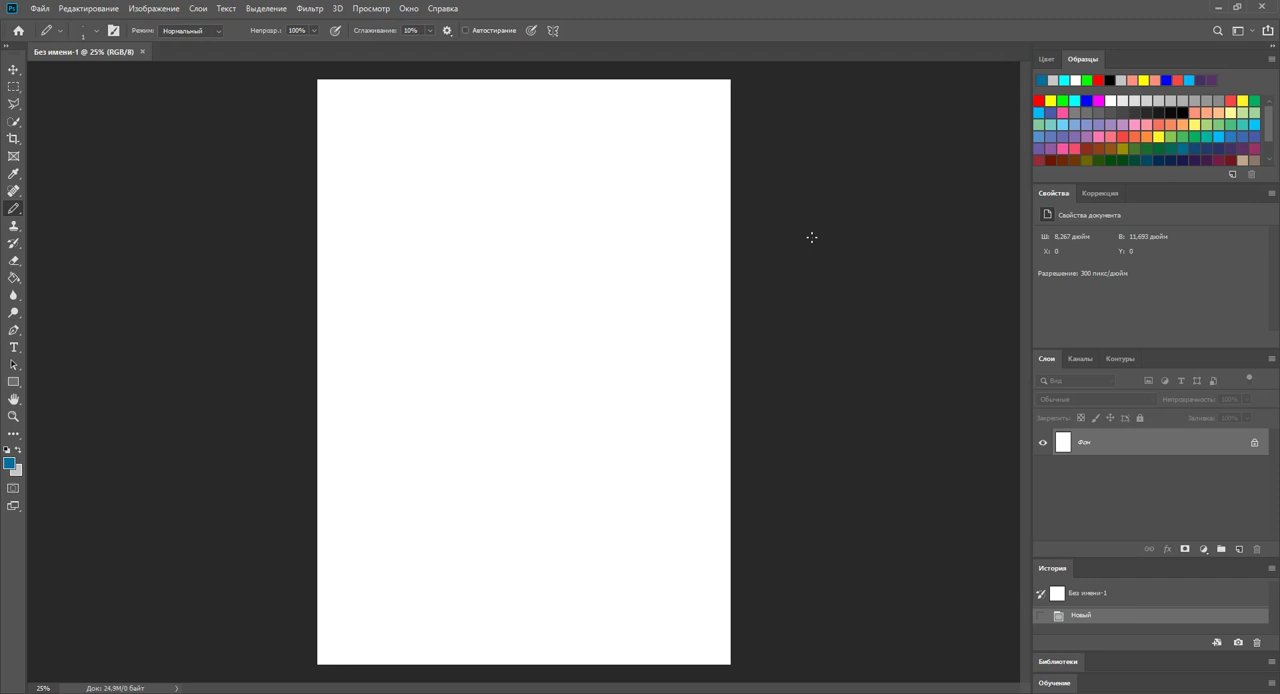 Ps Файл Редактирование Изображение Слои Текст Выделение Фильтр 3D Просмотр Окно Справка
1 Режим: Нормальный Непрозр.: 100% Сглаживание: 10% Автостирание
Без имени-1 @ 25% (RGB/8) ×
Цвет Образцы
Свойства Коррекция
Свойства документа
Ш: 8,267 дюйм В: 11,693 дюйм
X: 0 Y: 0
Разрешение: 300 пикс/дюйм
Слои Каналы Контуры
Вид
Обычные Непрозрачность: 100%
Закрепить: Заливка: 100%
Фон
История
Без имени-1
Новый
Библиотеки
Обучение
25% Док: 24,9M/0 байт